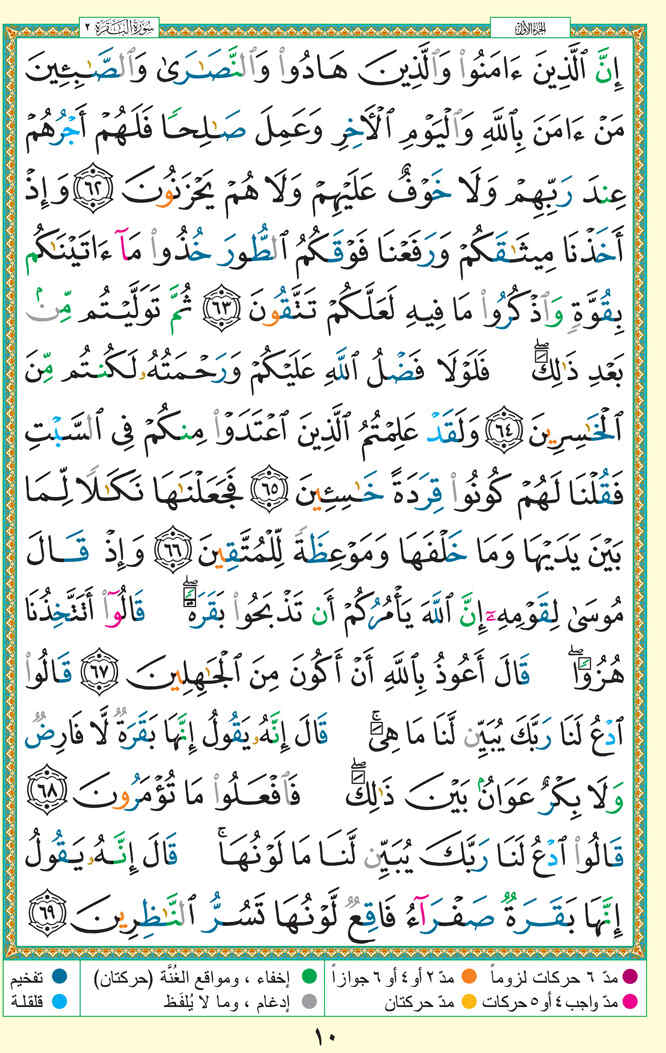 سورة البقرة ٢
الجزء الأول
إِنَّ ٱلَّذِينَ ءَامَنُوا۟ وَٱلَّذِينَ هَادُوا۟ وَٱلنَّصَـٰرَىٰ وَٱلصَّـٰبِـِٔينَ
مَنْ ءَامَنَ بِٱللَّهِ وَٱلْيَوْمِ ٱلْـَٔاخِرِ وَعَمِلَ صَـٰلِحًا فَلَهُمْ أَجْرُهُمْ
عِندَ رَبِّهِمْ وَلَا خَوْفٌ عَلَيْهِمْ وَلَا هُمْ يَحْزَنُونَ ٦٢ وَإِذْ
أَخَذْنَا مِيثَـٰقَكُمْ وَرَفَعْنَا فَوْقَكُمُ ٱلطُّورَ خُذُوا۟ مَآ ءَاتَيْنَـٰكُم
بِقُوَّةٍ وَٱذْكُرُوا۟ مَا فِيهِ لَعَلَّكُمْ تَتَّقُونَ ٦٣ ثُمَّ تَوَلَّيْتُم مِّنۢ
بَعْدِ ذَٰلِكَ ۖ فَلَوْلَا فَضْلُ ٱللَّهِ عَلَيْكُمْ وَرَحْمَتُهُۥ لَكُنتُم مِّنَ
ٱلْخَـٰسِرِينَ ٦٤ وَلَقَدْ عَلِمْتُمُ ٱلَّذِينَ ٱعْتَدَوْا۟ مِنكُمْ فِى ٱلسَّبْتِ
فَقُلْنَا لَهُمْ كُونُوا۟ قِرَدَةً خَـٰسِـِٔينَ ٦٥ فَجَعَلْنَـٰهَا نَكَـٰلًا لِّمَا
بَيْنَ يَدَيْهَا وَمَا خَلْفَهَا وَمَوْعِظَةً لِّلْمُتَّقِينَ ٦٦ وَإِذْ قَالَ
مُوسَىٰ لِقَوْمِهِۦٓ إِنَّ ٱللَّهَ يَأْمُرُكُمْ أَن تَذْبَحُوا۟ بَقَرَةً ۖ قَالُوٓا۟ أَتَتَّخِذُنَا
هُزُوًا ۖ قَالَ أَعُوذُ بِٱللَّهِ أَنْ أَكُونَ مِنَ ٱلْجَـٰهِلِينَ ٦٧ قَالُوا۟
ٱدْعُ لَنَا رَبَّكَ يُبَيِّن لَّنَا مَا هِىَ ۚ قَالَ إِنَّهُۥ يَقُولُ إِنَّهَا بَقَرَةٌ لَّا فَارِضٌ
وَلَا بِكْرٌ عَوَانٌۢ بَيْنَ ذَٰلِكَ ۖ فَٱفْعَلُوا۟ مَا تُؤْمَرُونَ ٦٨
قَالُوا۟ ٱدْعُ لَنَا رَبَّكَ يُبَيِّن لَّنَا مَا لَوْنُهَا ۚ قَالَ إِنَّهُۥ يَقُولُ
إِنَّهَا بَقَرَةٌ صَفْرَآءُ فَاقِعٌ لَّوْنُهَا تَسُرُّ ٱلنَّـٰظِرِينَ ٦٩
مدّ ٦ حركات لزوماً مدّ ٢ أو ٤ أو ٦ جوازاً إخفاء ، ومواقع الغُنَّة (حركتان) تفخيم
مدّ واجب ٤ أو ٥ حركات مدّ حركتان إدغام ، وما لا يُلفَظ قلقلة
١٠